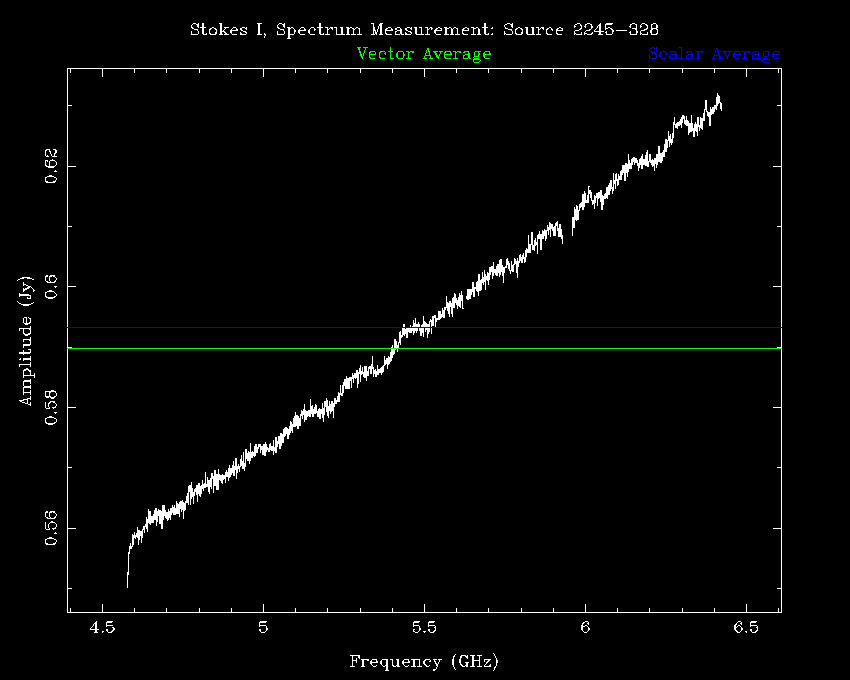 Stokes I, Spectrum Measurement: Source 2245-328
Vector Average Scalar Average
0.62
0.6
0.58
0.56
Amplitude (Jy)
4.5 5 5.5 6 6.5
Frequency (GHz)